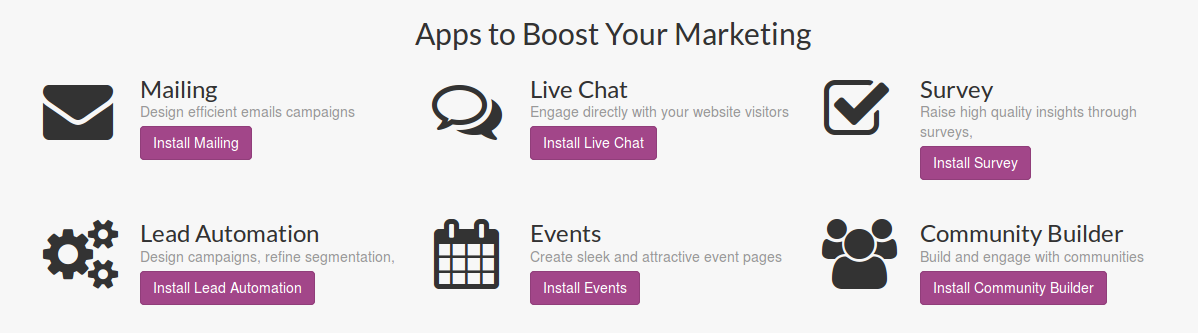 Apps to Boost Your Marketing
Mailing
Design efficient emails campaigns
Install Mailing
Live Chat
Engage directly with your website visitors
Install Live Chat
Survey
Raise high quality insights through
surveys,
Install Survey
Lead Automation
Design campaigns, refine segmentation,
Install Lead Automation
Events
Create sleek and attractive event pages
Install Events
Community Builder
Build and engage with communities
Install Community Builder